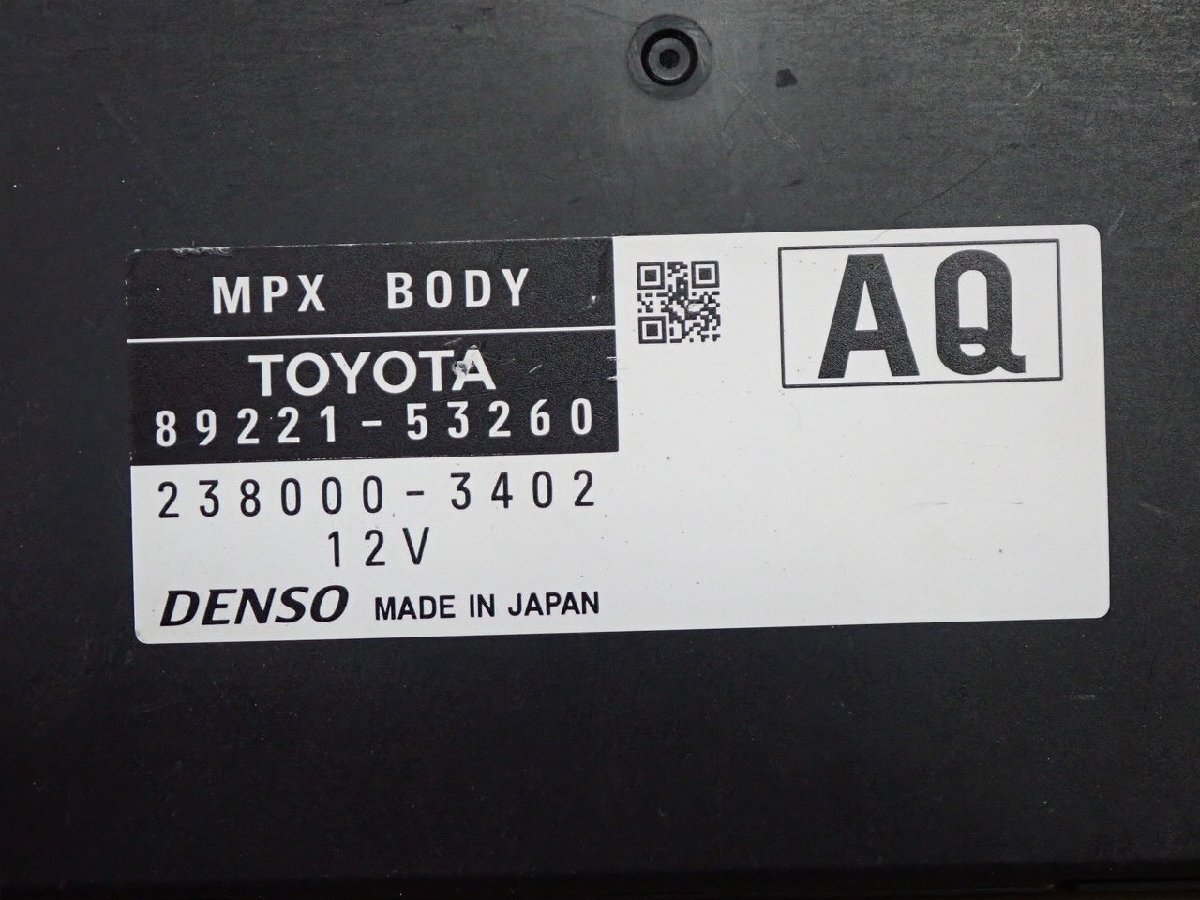 MPX BODY
TOYOTA
89221-53260
238000-3402
12V
DENSO MADE IN JAPAN
AQ